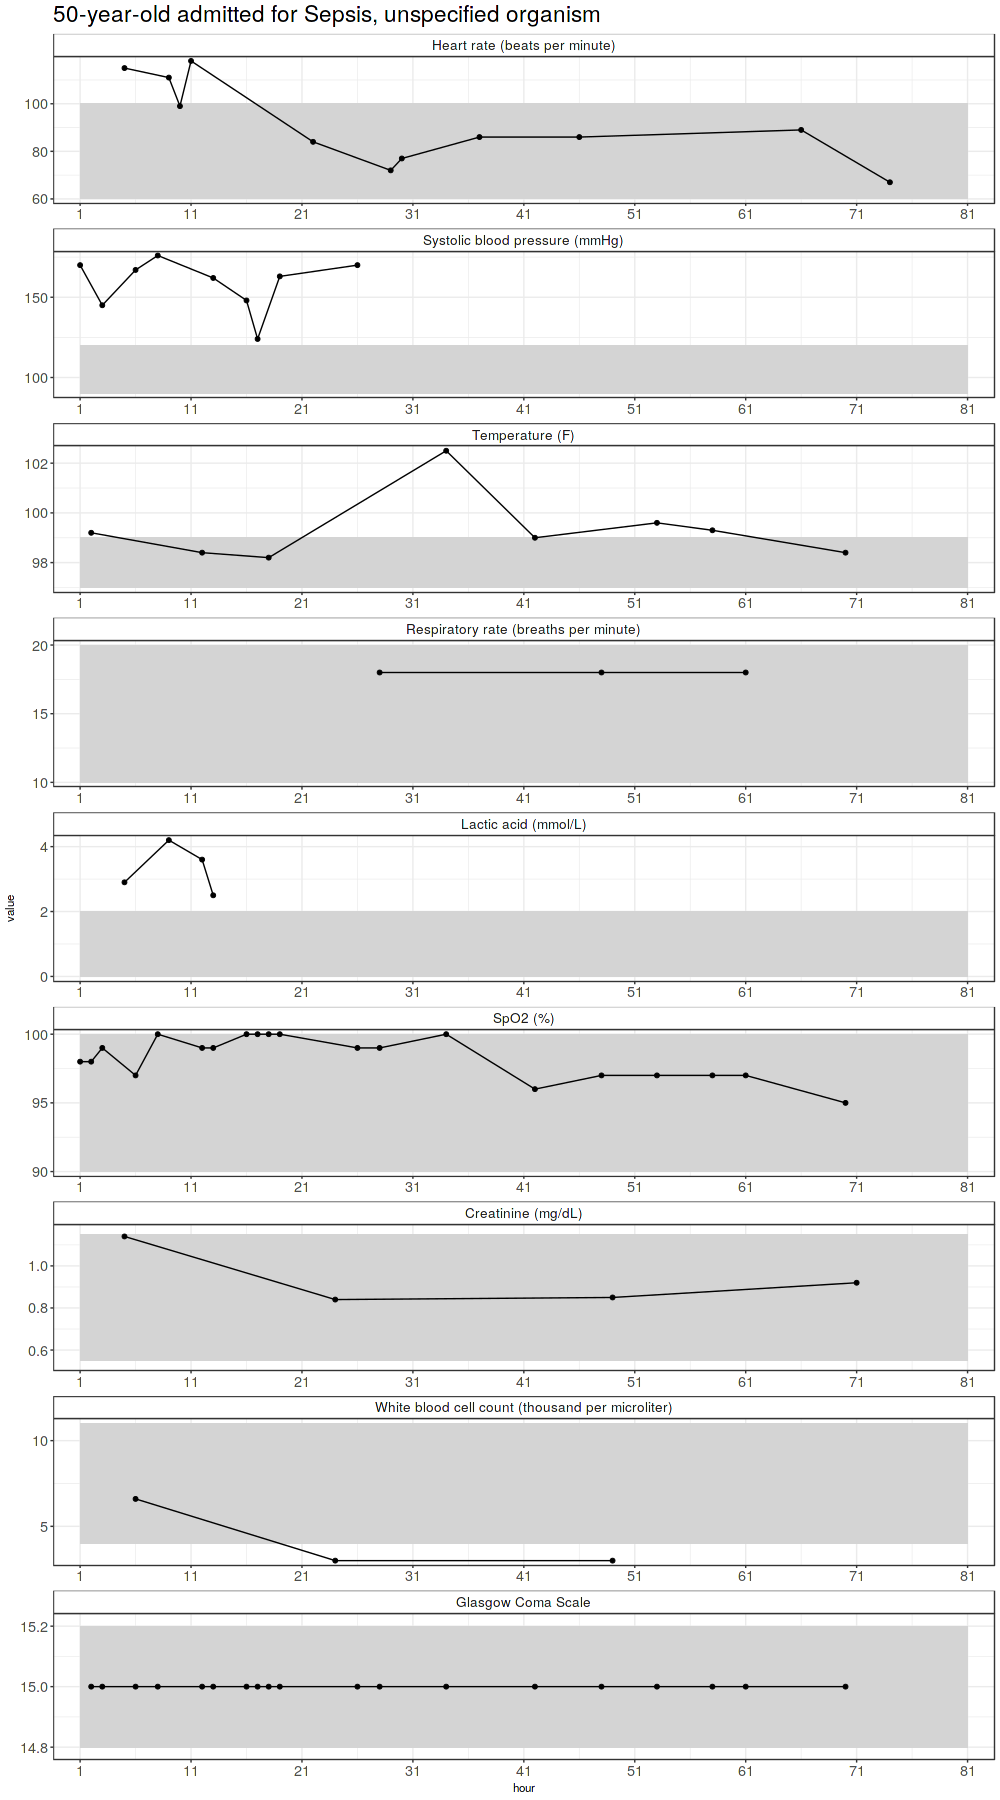 50-year-old admitted for Sepsis, unspecified organism
Heart rate (beats per minute)
100
80
60
1 11 21 31 41 51 61 71 81
Systolic blood pressure (mmHg)
150
100
1 11 21 31 41 51 61 71 81
Temperature (F)
102
100
98
1 11 21 31 41 51 61 71 81
Respiratory rate (breaths per minute)
20
15
10
1 11 21 31 41 51 61 71 81
Lactic acid (mmol/L)
4
2
0
1 11 21 31 41 51 61 71 81
value
SpO2 (%)
100
95
90
1 11 21 31 41 51 61 71 81
Creatinine (mg/dL)
1.0
0.8
0.6
1 11 21 31 41 51 61 71 81
White blood cell count (thousand per microliter)
10
5
1 11 21 31 41 51 61 71 81
Glasgow Coma Scale
15.2
15.0
14.8
1 11 21 31 41 51 61 71 81
hour